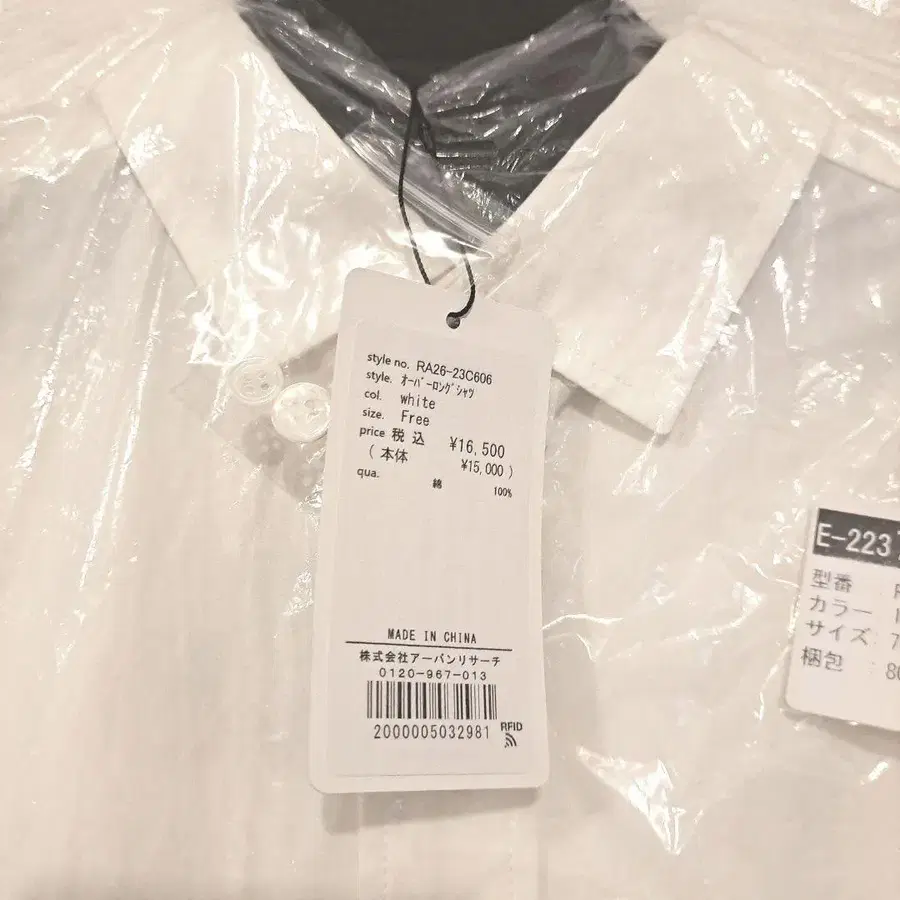 style no. RA26-23C606
style. オーバーロングシャツ
col. white
size. Free
price 税込 ¥16,500
( 本体 ¥15,000 )
qua. 綿 100%
MADE IN CHINA
株式会社アーバンリサーチ
0120-967-013
2000005032981
RFID
E-223
型番
カラー
サイズ: 7
梱包 : 80